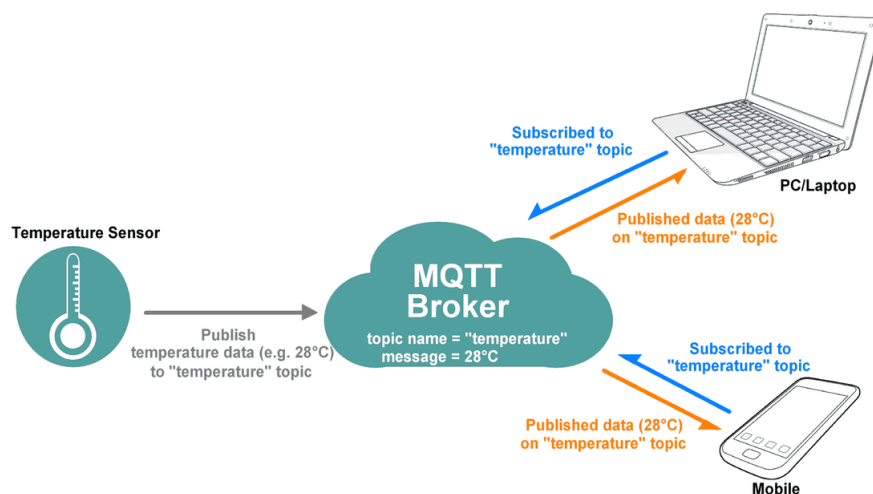 Subscribed to
"temperature" topic
PC/Laptop
Published data (28°C)
on "temperature" topic
Temperature Sensor
MQTT
Broker
topic name = "temperature"
message = 28°C
Publish
temperature data (e.g. 28°C)
to "temperature" topic
Subscribed to
"temperature" topic
Published data (28°C)
on "temperature" topic
Mobile